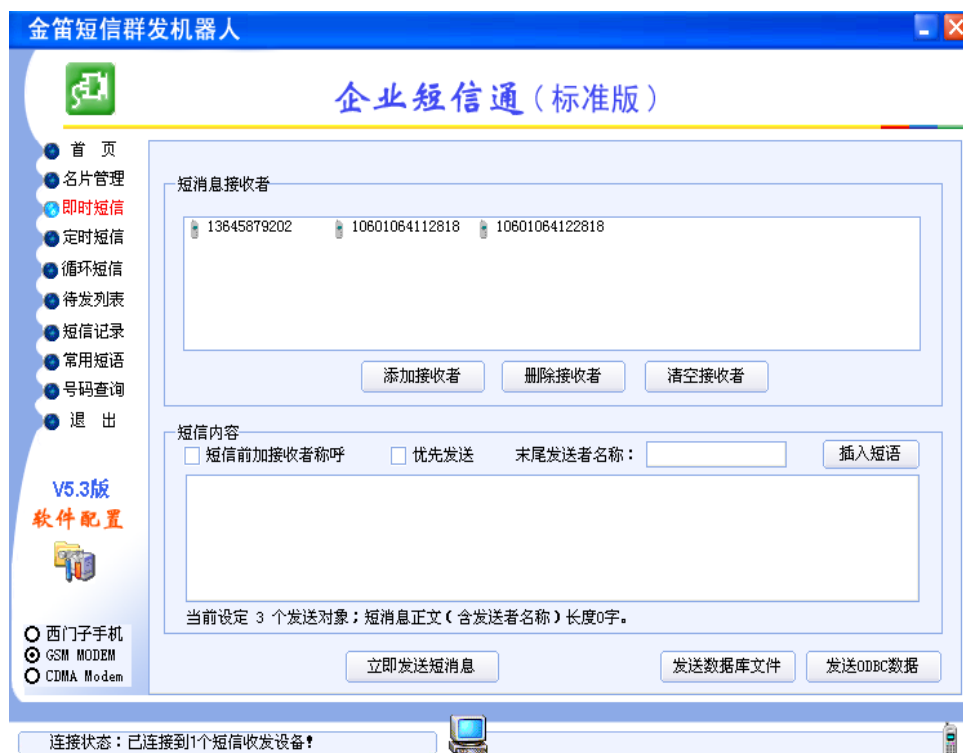 金笛短信群发机器人
企业短信通(标准版)
首 页
名片管理
即时短信
定时短信
循环短信
待发列表
短信记录
常用短语
号码查询
退 出
V5.3版
软件配置
西门子手机
GSM MODEM
CDMA Modem
短消息接收者
13645879202 10601064112818 10601064122818
添加接收者 删除接收者 清空接收者
短信内容
短信前加接收者称呼 优先发送 末尾发送者名称: 插入短语
当前设定 3 个发送对象;短消息正文(含发送者名称)长度0字。
立即发送短消息 发送数据库文件 发送ODBC数据
连接状态:已连接到1个短信收发设备!